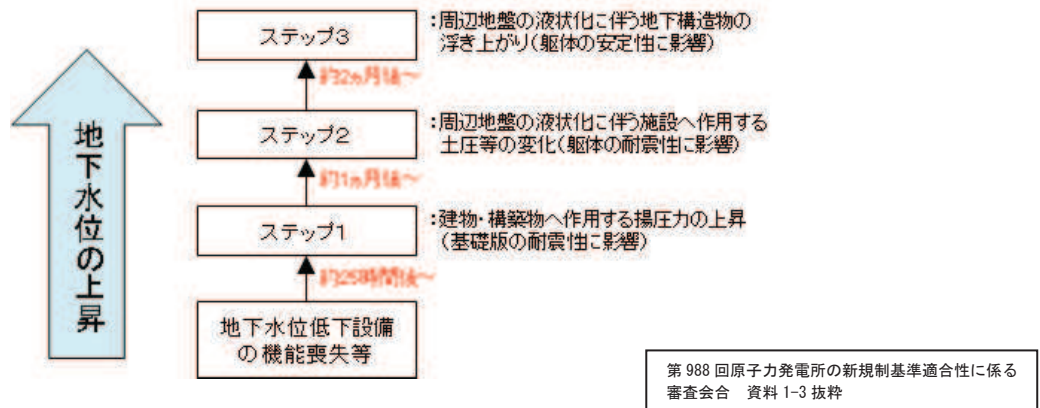 ステップ3
:周辺地盤の液状化に伴う地下構造物の
浮き上がり(躯体の安定性に影響)
約2ヵ月後～
ステップ2
:周辺地盤の液状化に伴う施設へ作用する
土圧等の変化(躯体の耐震性に影響)
約1ヵ月後～
ステップ1
:建物・構築物へ作用する揚圧力の上昇
(基礎版の耐震性に影響)
約25時間後～
地下水位低下設備
の機能喪失等
地下水位の上昇
第988回原子力発電所の新規制基準適合性に係る
審査会合 資料1-3抜粋